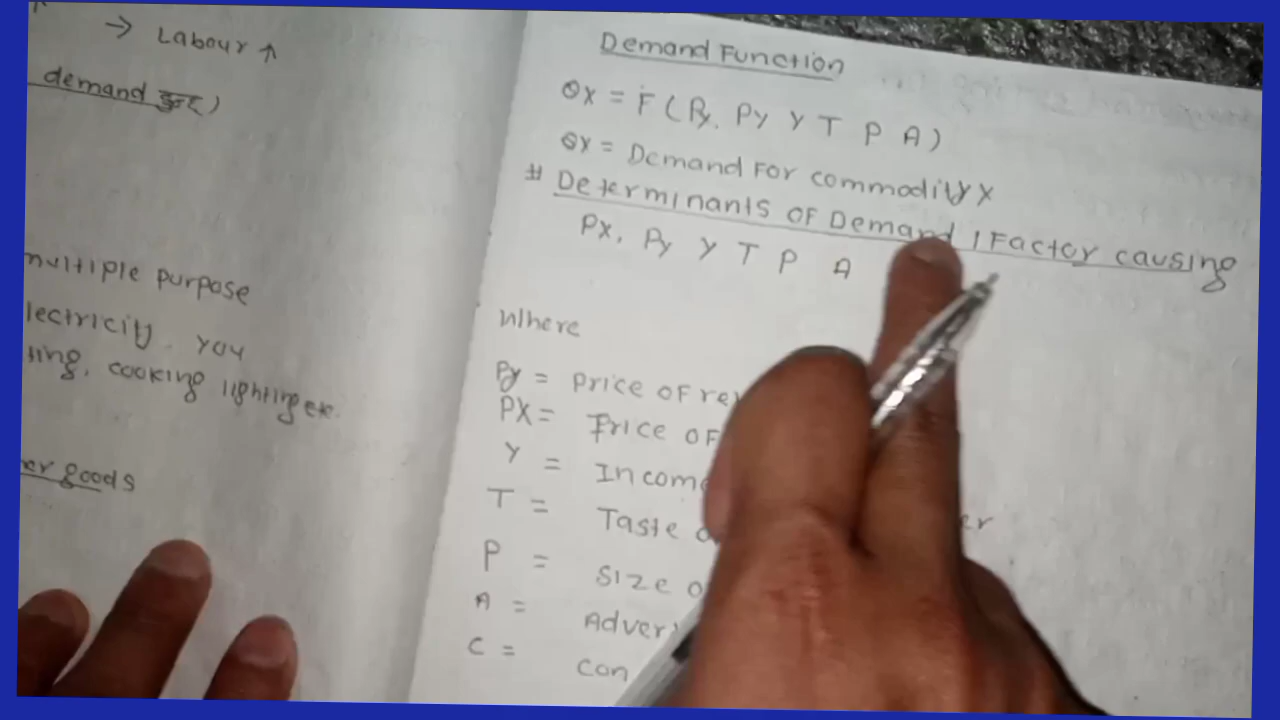 → Labour ↑
demand
multiple purpose
lectricity. you
sing, cooking lighting etc.
er goods
Demand Function
QX = F (Py. Py Y T P A)
QX = Demand For commodity X
# Determinants OF Demand / Factor causing
PX, Py Y T P A
Where
Py = price OF re
PX = Price OF
Y = Incom
T = Taste er
P = Size o
A = Adver
C = Con